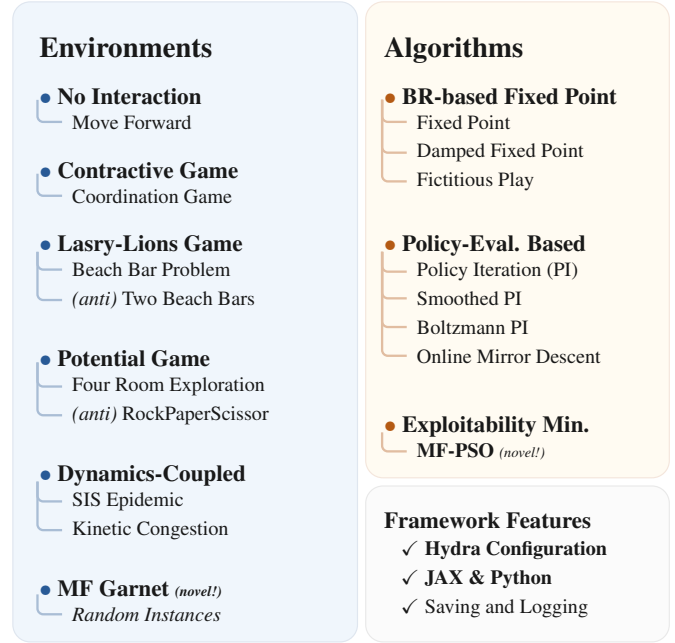 Environments
No Interaction
Move Forward
Contractive Game
Coordination Game
Lasry-Lions Game
Beach Bar Problem
(anti) Two Beach Bars
Potential Game
Four Room Exploration
(anti) RockPaperScissor
Dynamics-Coupled
SIS Epidemic
Kinetic Congestion
MF Garnet (novel!)
Random Instances
Algorithms
BR-based Fixed Point
Fixed Point
Damped Fixed Point
Fictitious Play
Policy-Eval. Based
Policy Iteration (PI)
Smoothed PI
Boltzmann PI
Online Mirror Descent
Exploitability Min.
MF-PSO (novel!)
Framework Features
✓ Hydra Configuration
✓ JAX & Python
✓ Saving and Logging